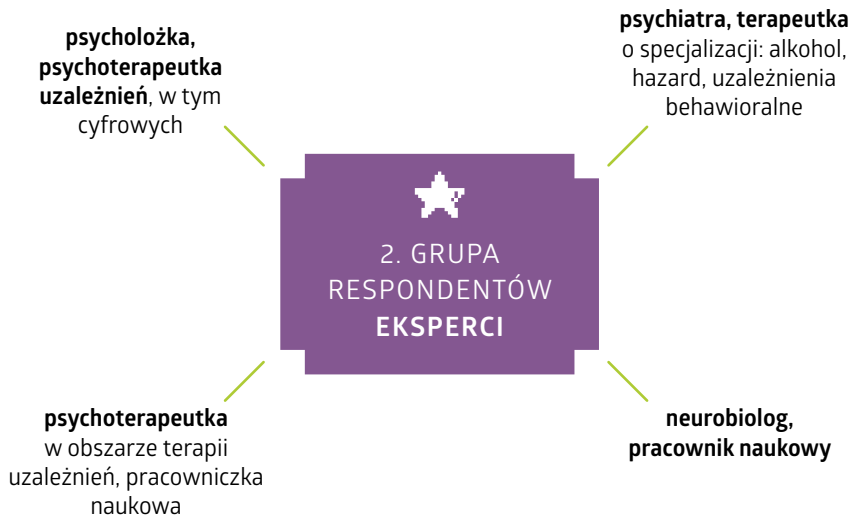 psycholożka,
psychoterapeutka
uzależnień, w tym
cyfrowych
psychiatra, terapeutka
o specjalizacji: alkohol,
hazard, uzależnienia
behawioralne
2. GRUPA
RESPONDENTÓW
EKSPERCI
psychoterapeutka
w obszarze terapii
uzależnień, pracowniczka
naukowa
neurobiolog,
pracownik naukowy